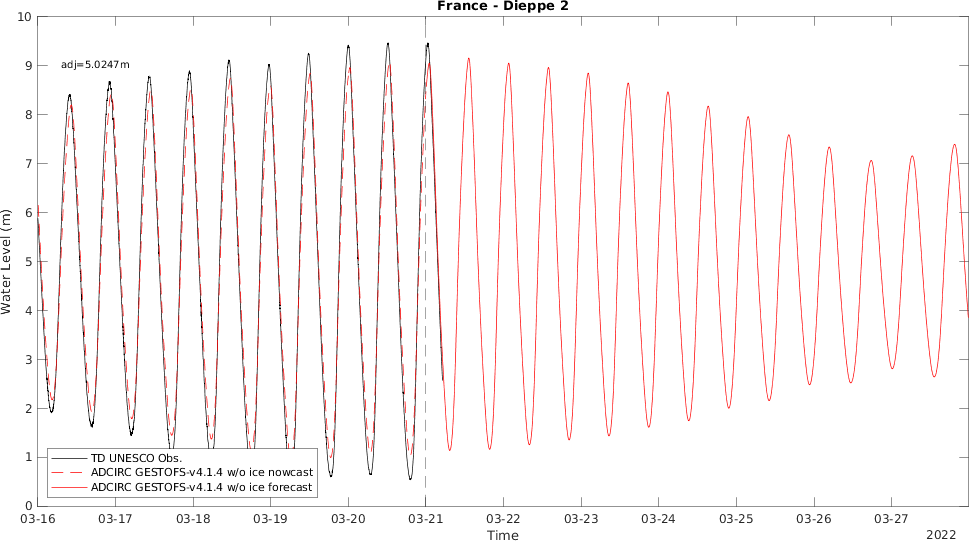 France - Dieppe 2
adj=5.0247m
Water Level (m)
10
9
8
7
6
5
4
3
2
1
0
TD UNESCO Obs.
ADCIRC GESTOFS-v4.1.4 w/o ice nowcast
ADCIRC GESTOFS-v4.1.4 w/o ice forecast
03-16 03-17 03-18 03-19 03-20 03-21 03-22 03-23 03-24 03-25 03-26 03-27
Time
2022